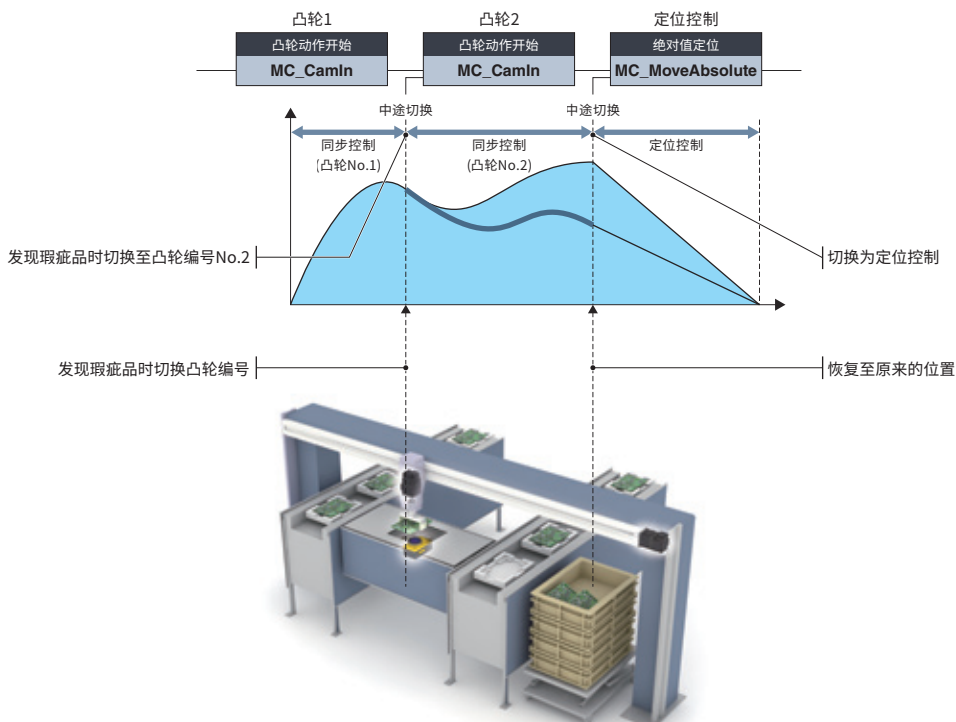 凸轮1
凸轮2
定位控制
凸轮动作开始
凸轮动作开始
绝对值定位
MC_CamIn
MC_CamIn
MC_MoveAbsolute
中途切换
中途切换
同步控制
(凸轮No.1)
同步控制
(凸轮No.2)
定位控制
发现瑕疵品时切换至凸轮编号No.2
切换为定位控制
发现瑕疵品时切换凸轮编号
恢复至原来的位置